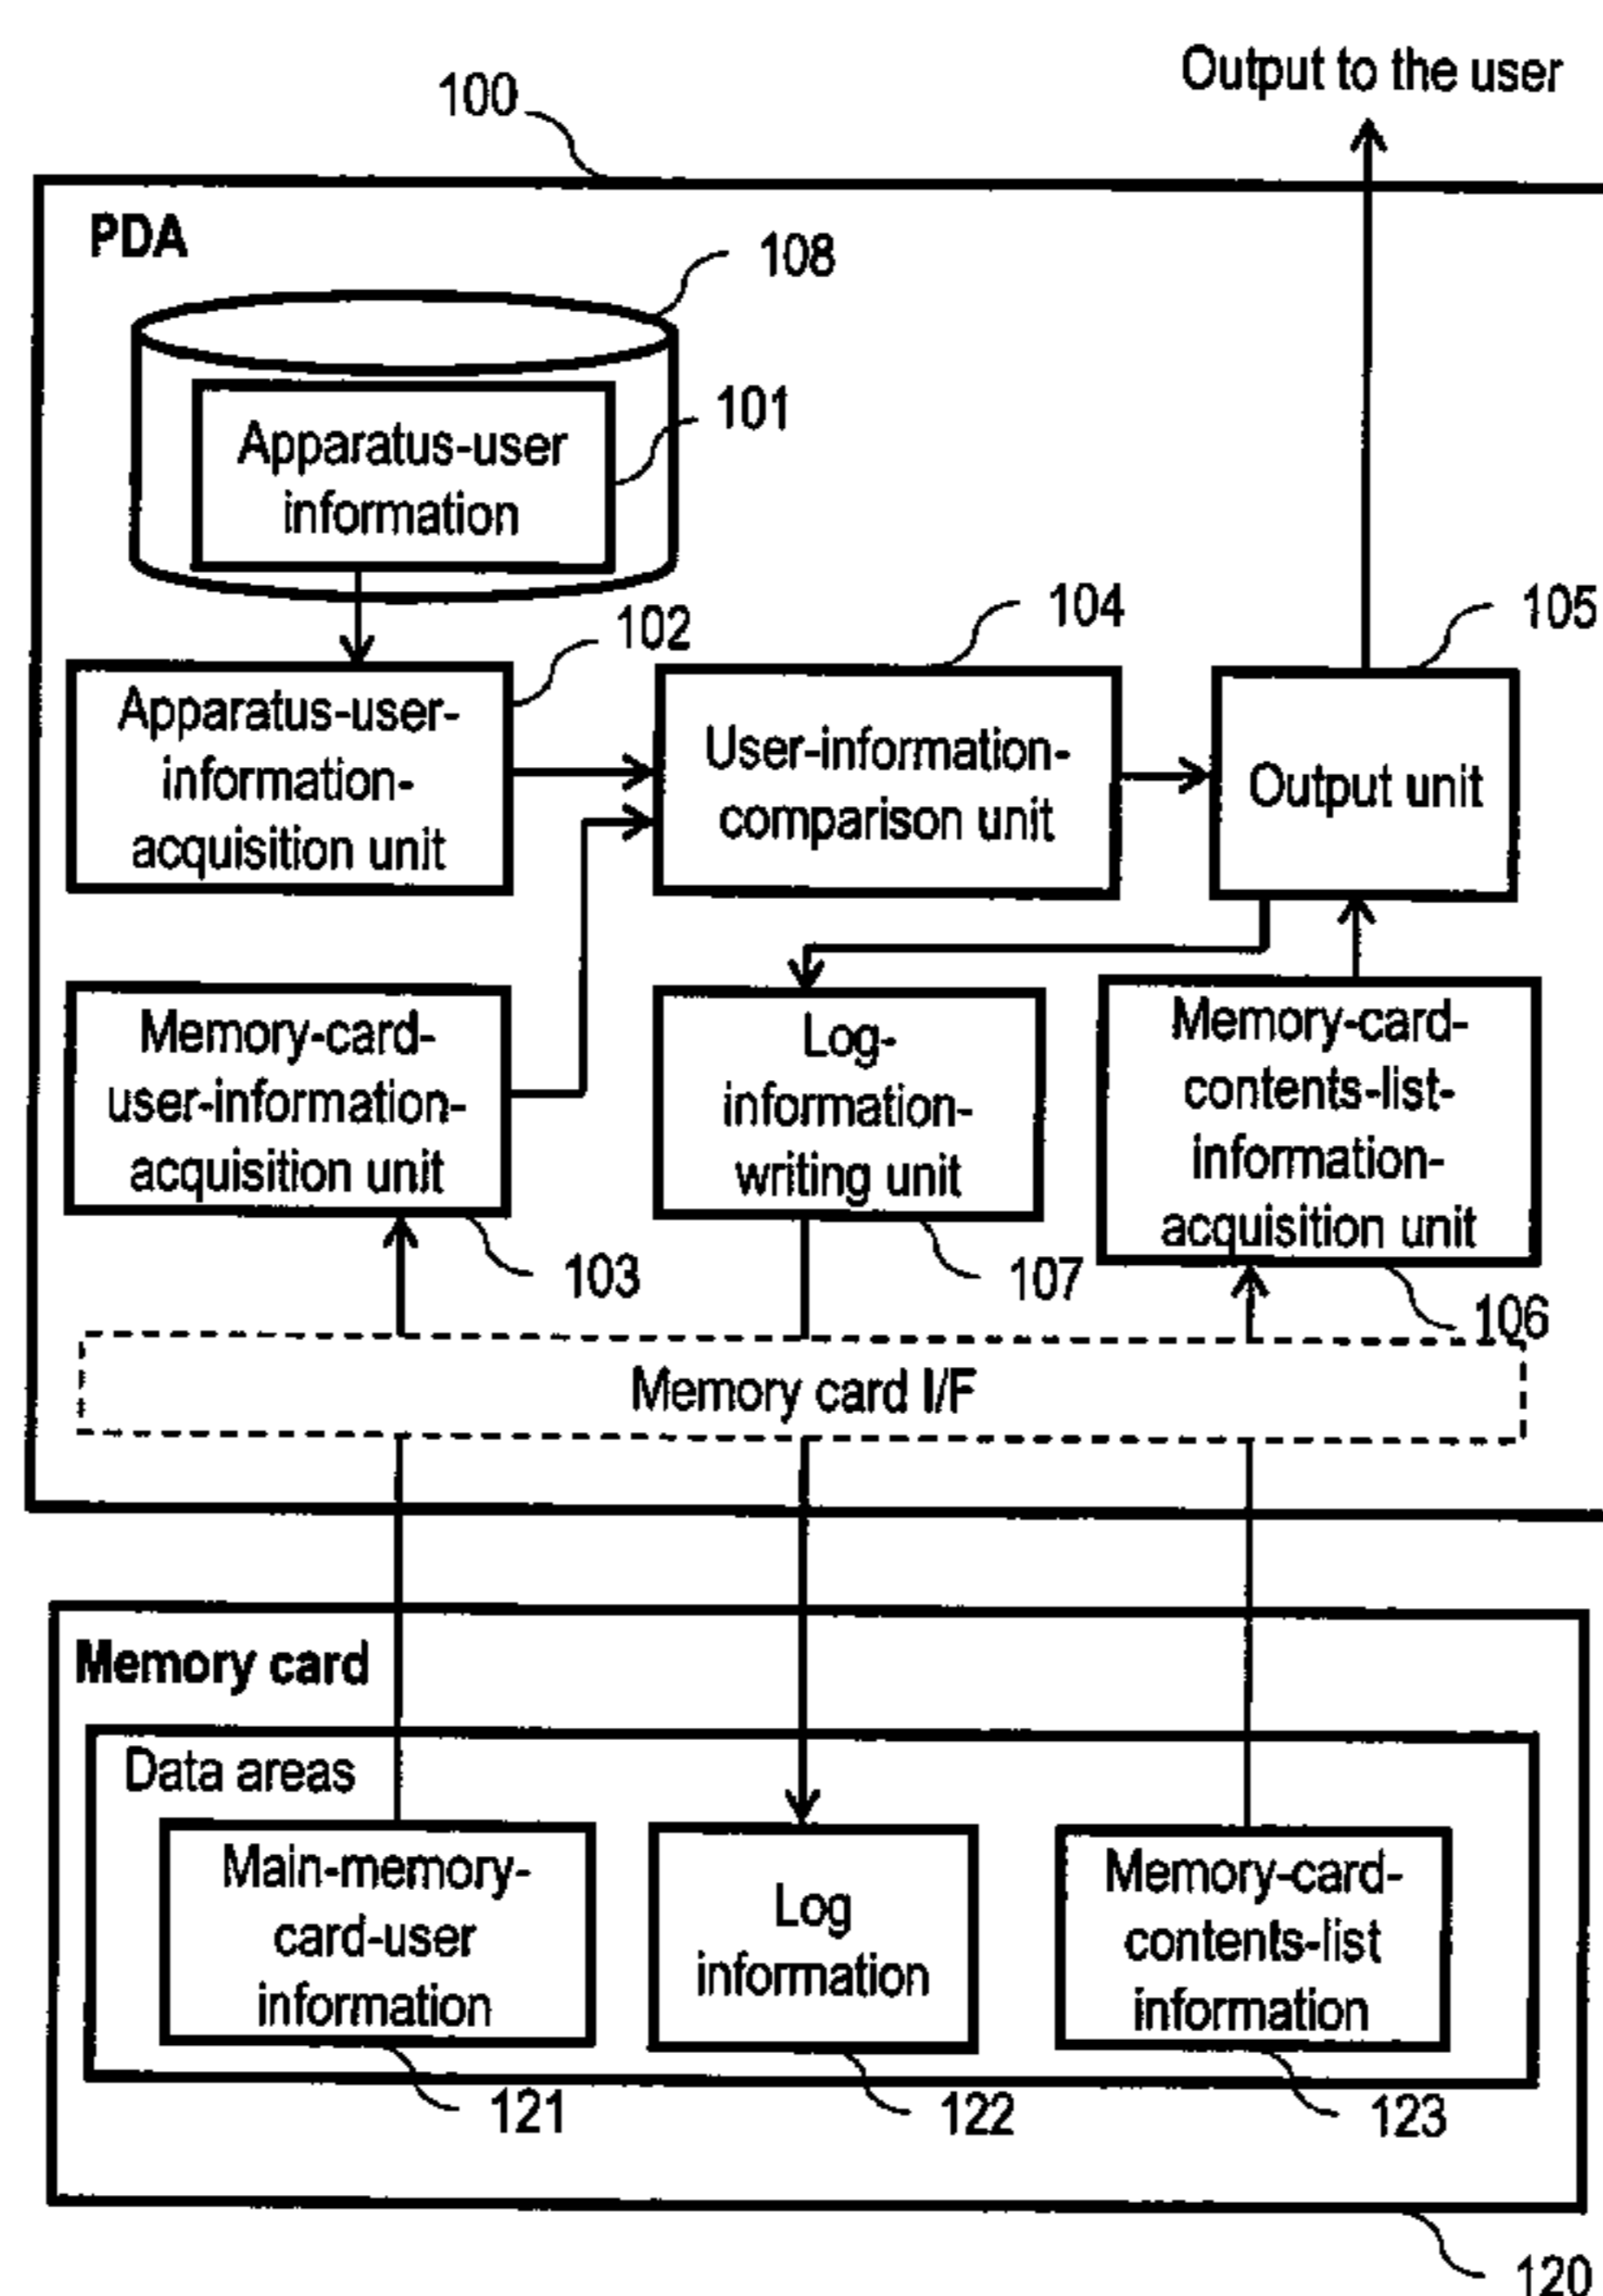 Output to the user
100
PDA
108
101
Apparatus-user
information
102
104
105
Apparatus-user-
information-
acquisition unit
User-information-
comparison unit
Output unit
Memory-card-
user-information-
acquisition unit
Log-
information-
writing unit
Memory-card-
contents-list-
information-
acquisition unit
103
107
106
Memory card I/F
Memory card
Data areas
Main-memory-
card-user
information
Log
information
Memory-card-
contents-list
information
121
122
123
120